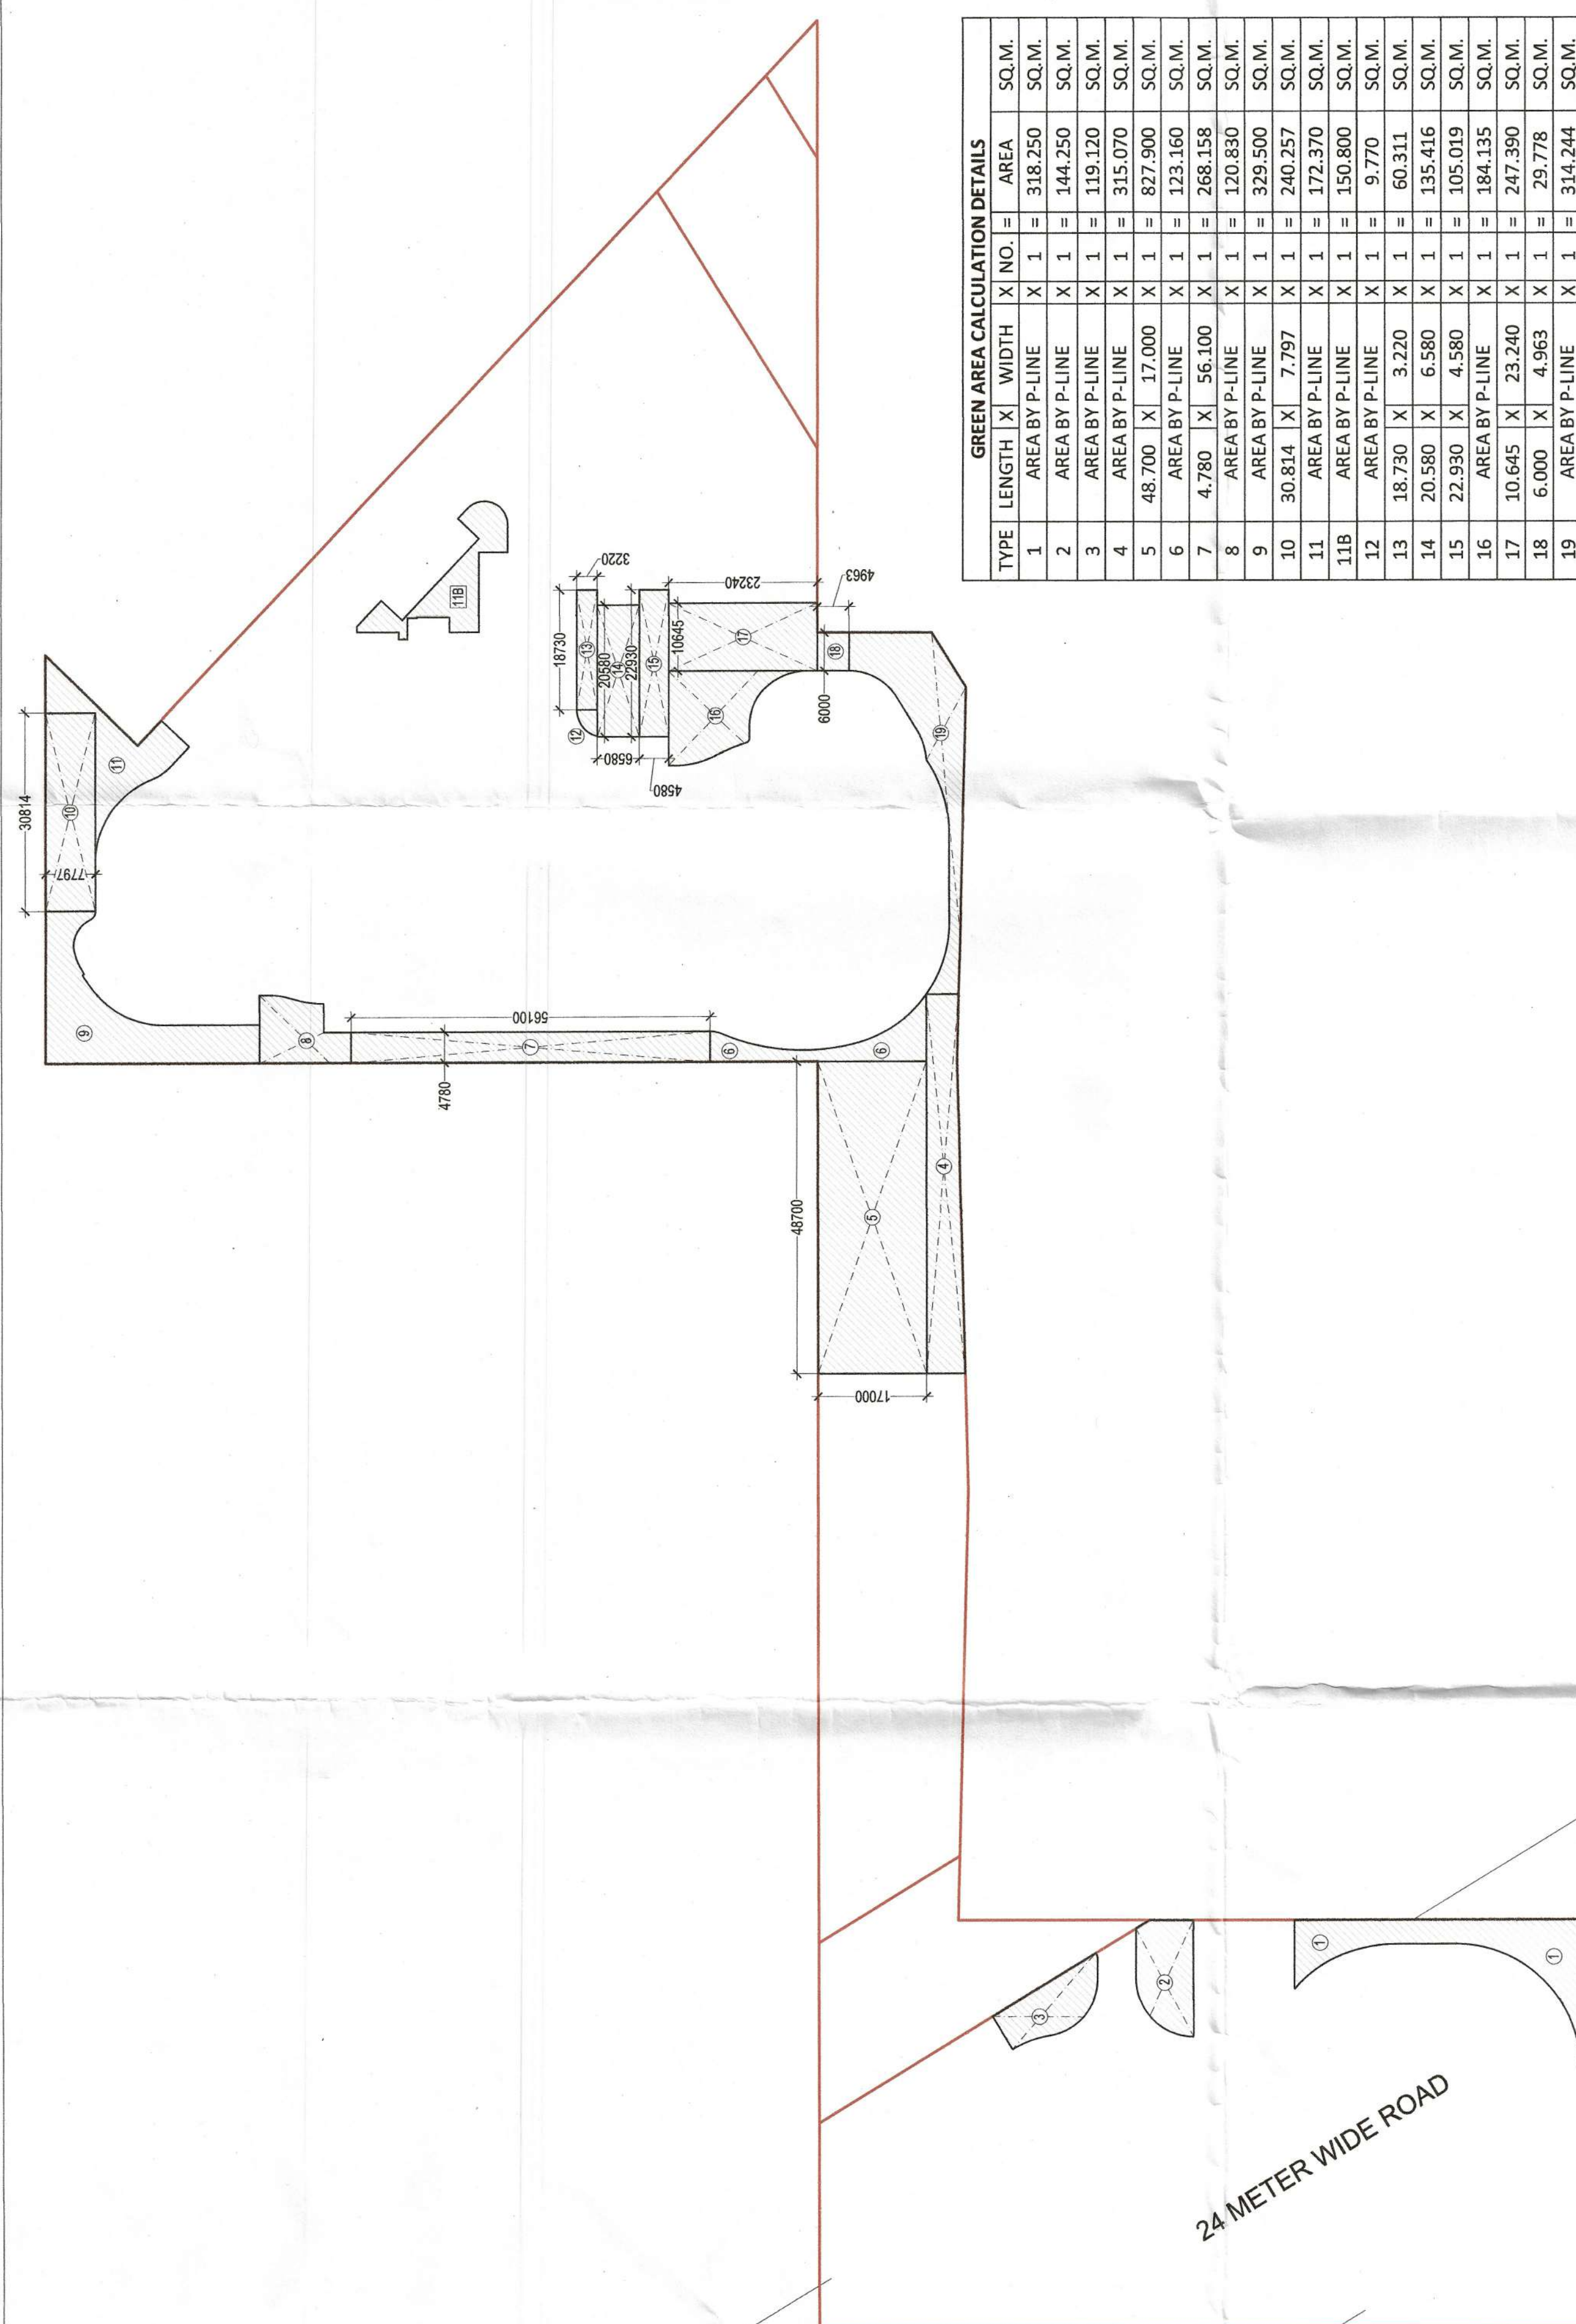 30814
7797
10
11
9
8
56100
7
4780
6
6
11B
3220
18730
13
20580
14
22930
15
12
6580
4580
10645
23240
17
16
4963
18
6000
19
48700
5
4
17000
3
2
1
1
24 METER WIDE ROAD
GREEN AREA CALCULATION DETAILS
TYPE LENGTH X WIDTH X NO. = AREA SQ.M.
1 AREA BY P-LINE X 1 = 318.250 SQ.M.
2 AREA BY P-LINE X 1 = 144.250 SQ.M.
3 AREA BY P-LINE X 1 = 119.120 SQ.M.
4 AREA BY P-LINE X 1 = 315.070 SQ.M.
5 48.700 X 17.000 X 1 = 827.900 SQ.M.
6 AREA BY P-LINE X 1 = 123.160 SQ.M.
7 4.780 X 56.100 X 1 = 268.158 SQ.M.
8 AREA BY P-LINE X 1 = 120.830 SQ.M.
9 AREA BY P-LINE X 1 = 329.500 SQ.M.
10 30.814 X 7.797 X 1 = 240.257 SQ.M.
11 AREA BY P-LINE X 1 = 172.370 SQ.M.
11B AREA BY P-LINE X 1 = 150.800 SQ.M.
12 AREA BY P-LINE X 1 = 9.770 SQ.M.
13 18.730 X 3.220 X 1 = 60.311 SQ.M.
14 20.580 X 6.580 X 1 = 135.416 SQ.M.
15 22.930 X 4.580 X 1 = 105.019 SQ.M.
16 AREA BY P-LINE X 1 = 184.135 SQ.M.
17 10.645 X 23.240 X 1 = 247.390 SQ.M.
18 6.000 X 4.963 X 1 = 29.778 SQ.M.
19 AREA BY P-LINE X 1 = 314.244 SQ.M.